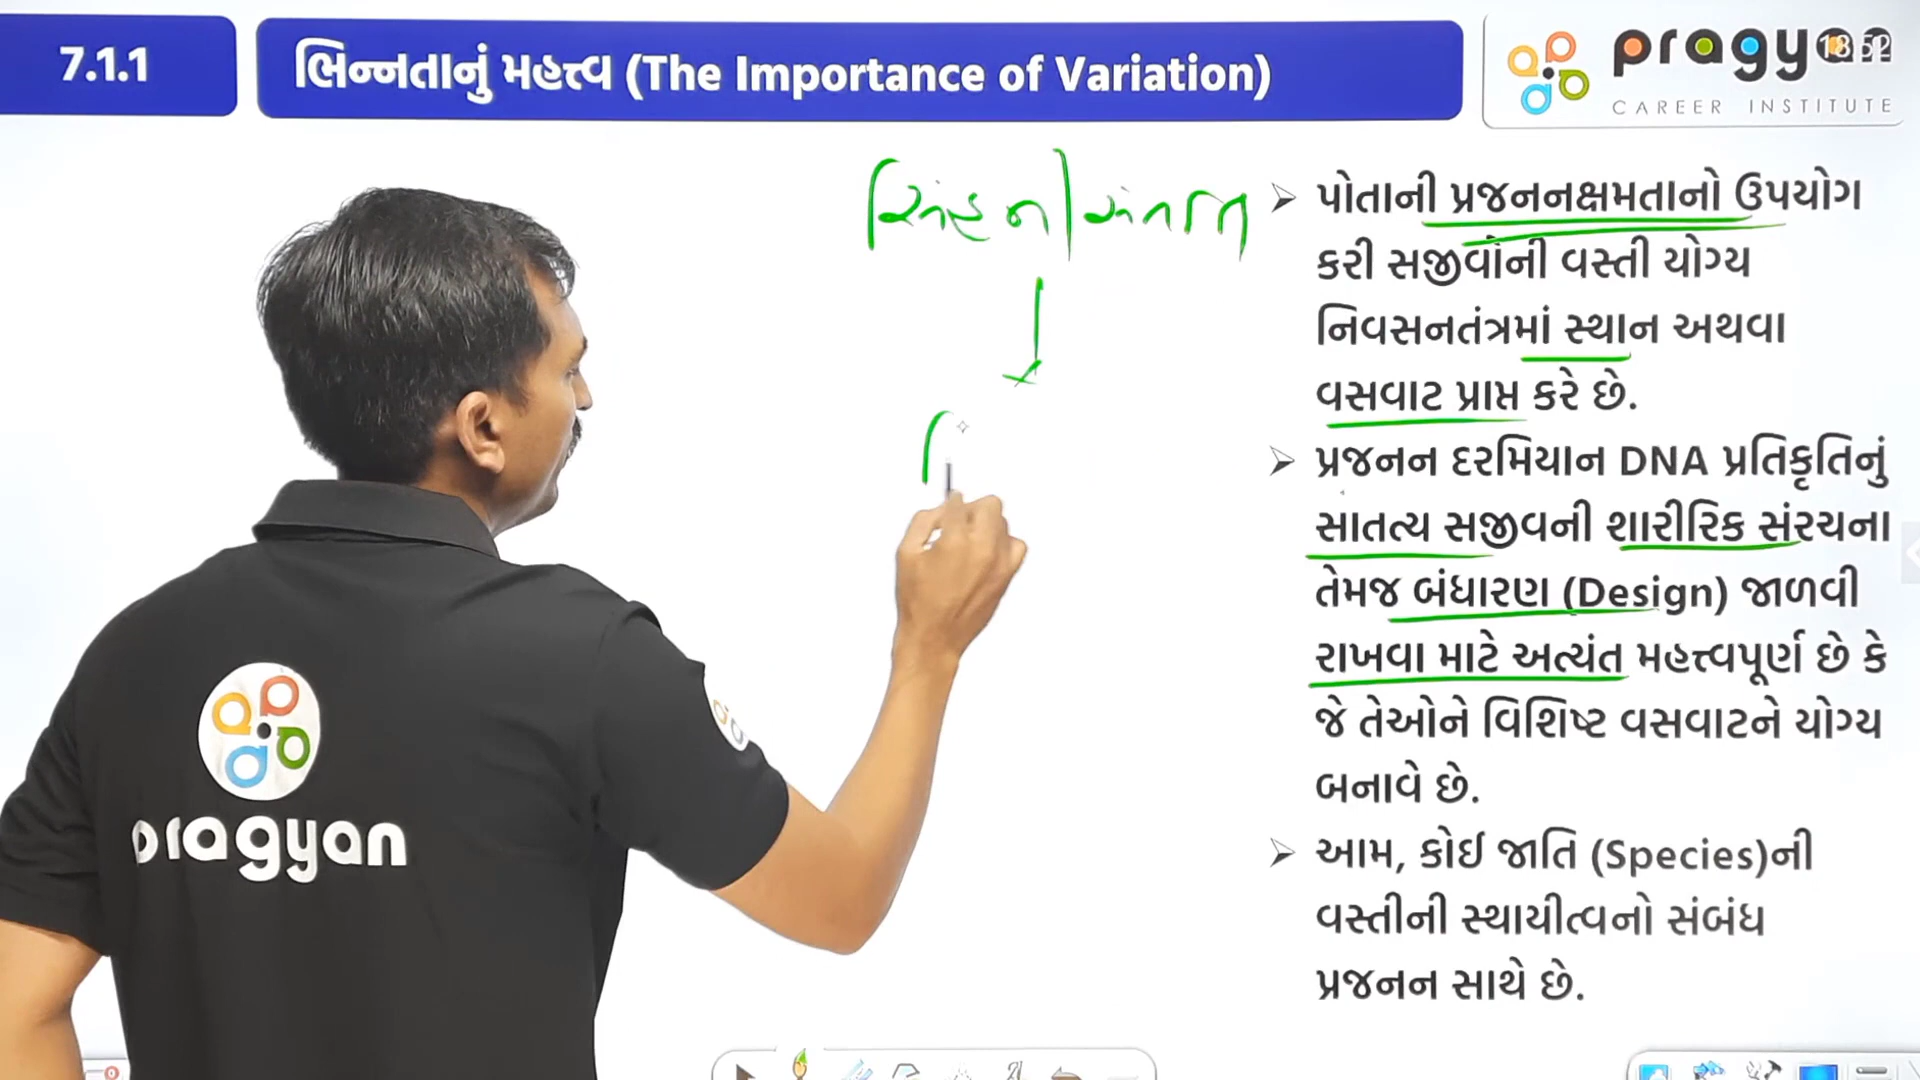 7.1.1
ભિન્નતાનું મહત્ત્વ (The Importance of Variation)
pragyan
CAREER INSTITUTE
➢ પોતાની પ્રજનનક્ષમતાનો ઉપયોગ
કરી સજીવોની વસ્તી યોગ્ય
નિવસનતંત્રમાં સ્થાન અથવા
વસવાટ પ્રાપ્ત કરે છે.
➢ પ્રજનન દરમિયાન DNA પ્રતિકૃતિનું
સાતત્ય સજીવની શારીરિક સંરચના
તેમજ બંધારણ (Design) જાળવી
રાખવા માટે અત્યંત મહત્ત્વપૂર્ણ છે કે
જે તેઓને વિશિષ્ટ વસવાટને યોગ્ય
બનાવે છે.
➢ આમ, કોઈ જાતિ (Species)ની
વસ્તીની સ્થાયીત્વનો સંબંધ
પ્રજનન સાથે છે.
pragyan